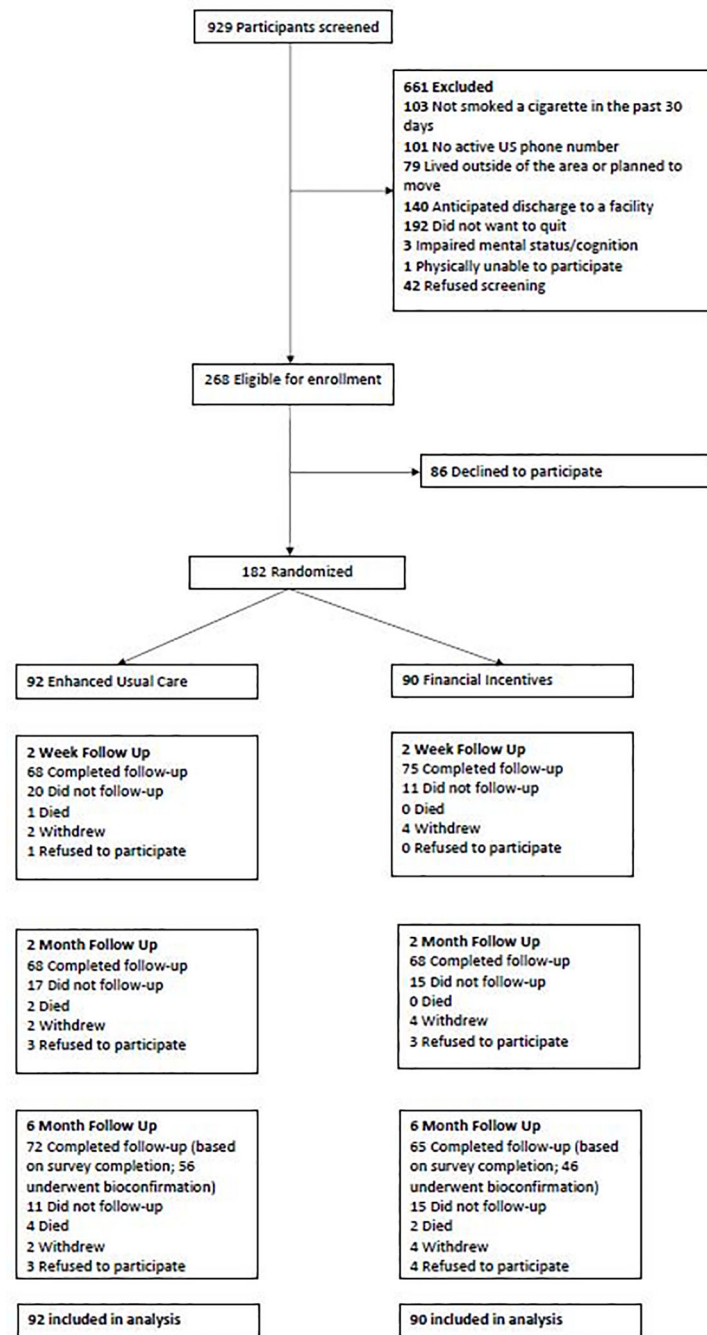 929 Participants screened
661 Excluded
103 Not smoked a cigarette in the past 30
days
101 No active US phone number
79 Lived outside of the area or planned to
move
140 Anticipated discharge to a facility
192 Did not want to quit
3 Impaired mental status/cognition
1 Physically unable to participate
42 Refused screening
268 Eligible for enrollment
86 Declined to participate
182 Randomized
92 Enhanced Usual Care
90 Financial Incentives
2 Week Follow Up
68 Completed follow-up
20 Did not follow-up
1 Died
2 Withdrew
1 Refused to participate
2 Week Follow Up
75 Completed follow-up
11 Did not follow-up
0 Died
4 Withdrew
0 Refused to participate
2 Month Follow Up
68 Completed follow-up
17 Did not follow-up
2 Died
2 Withdrew
3 Refused to participate
2 Month Follow Up
68 Completed follow-up
15 Did not follow-up
0 Died
4 Withdrew
3 Refused to participate
6 Month Follow Up
72 Completed follow-up (based
on survey completion; 56
underwent bioconfirmation)
11 Did not follow-up
4 Died
2 Withdrew
3 Refused to participate
6 Month Follow Up
65 Completed follow-up (based
on survey completion; 46
underwent bioconfirmation)
15 Did not follow-up
2 Died
4 Withdrew
4 Refused to participate
92 included in analysis
90 included in analysis